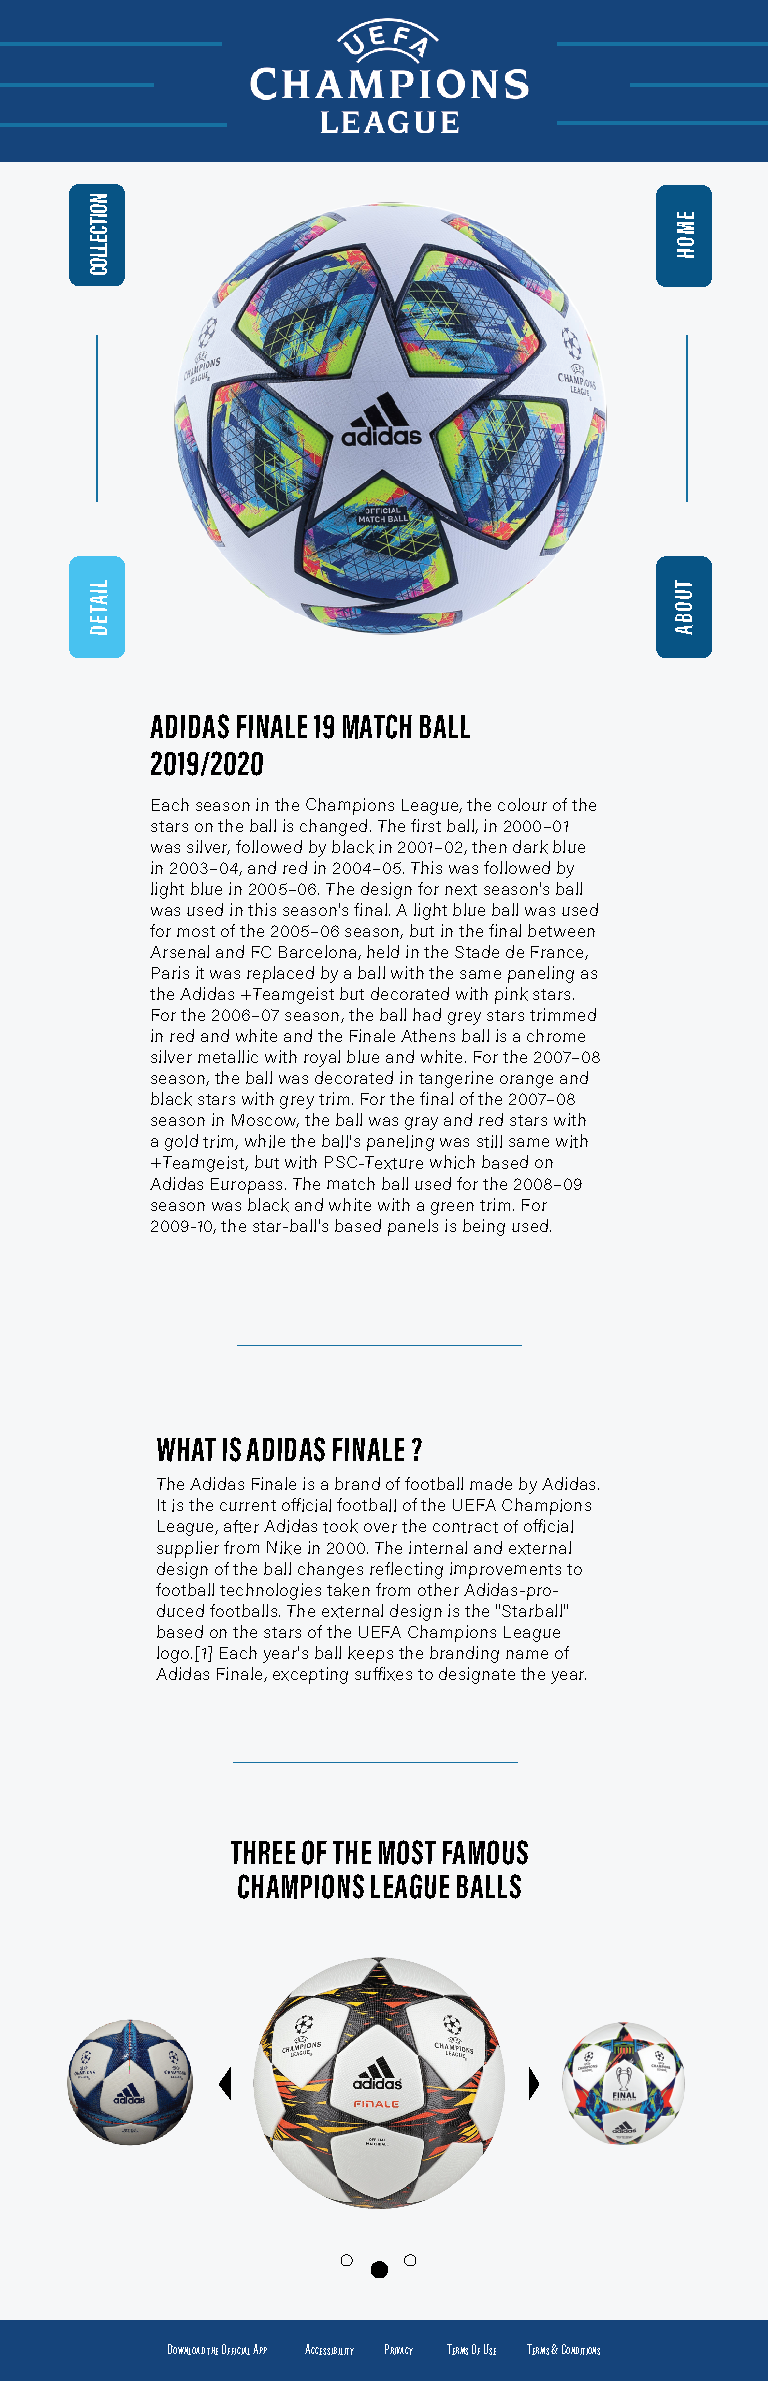 UEFA
CHAMPIONS
LEAGUE
COLLECTION
HOME
CHAMPIONS
LEAGUE
CHAMPIONS
LEAGUE
adidas
OFFICIAL
MATCH BALL
DETAIL
ABOUT
ADIDAS FINALE 19 MATCH BALL
2019/2020
Each season in the Champions League, the colour of the
stars on the ball is changed. The first ball, in 2000–01
was silver, followed by black in 2001–02, then dark blue
in 2003–04, and red in 2004–05. This was followed by
light blue in 2005–06. The design for next season's ball
was used in this season's final. A light blue ball was used
for most of the 2005–06 season, but in the final between
Arsenal and FC Barcelona, held in the Stade de France,
Paris it was replaced by a ball with the same paneling as
the Adidas +Teamgeist but decorated with pink stars.
For the 2006–07 season, the ball had grey stars trimmed
in red and white and the Finale Athens ball is a chrome
silver metallic with royal blue and white. For the 2007–08
season, the ball was decorated in tangerine orange and
black stars with grey trim. For the final of the 2007–08
season in Moscow, the ball was gray and red stars with
a gold trim, while the ball's paneling was still same with
+Teamgeist, but with PSC-Texture which based on
Adidas Europass. The match ball used for the 2008–09
season was black and white with a green trim. For
2009-10, the star-ball's based panels is being used.
WHAT IS ADIDAS FINALE ?
The Adidas Finale is a brand of football made by Adidas.
It is the current official football of the UEFA Champions
League, after Adidas took over the contract of official
supplier from Nike in 2000. The internal and external
design of the ball changes reflecting improvements to
football technologies taken from other Adidas-pro-
duced footballs. The external design is the "Starball"
based on the stars of the UEFA Champions League
logo.[1] Each year's ball keeps the branding name of
Adidas Finale, excepting suffixes to designate the year.
THREE OF THE MOST FAMOUS
CHAMPIONS LEAGUE BALLS
adidas
CHAMPIONS
LEAGUE
CHAMPIONS
LEAGUE
adidas
FINALE
OFFICIAL
MATCH BALL
FINAL
adidas
Download the Official App
Accessibility
Privacy
Terms Of Use
Terms & Conditions